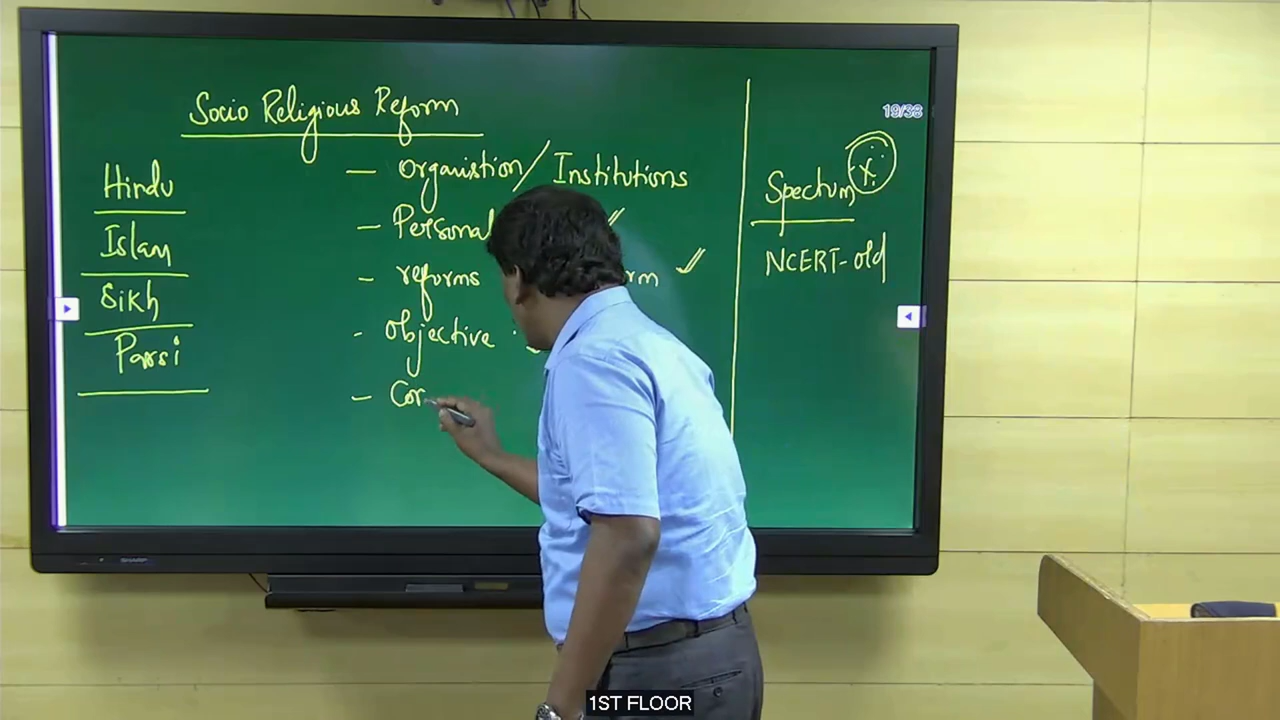 Socio Religious Reform
19/38
Hindu
Islam
Sikh
Parsi
– Organistion/ Institutions
– Personal
– reforms
- Objective
– Cor
Spectum
NCERT-old
SHARP
1ST FLOOR